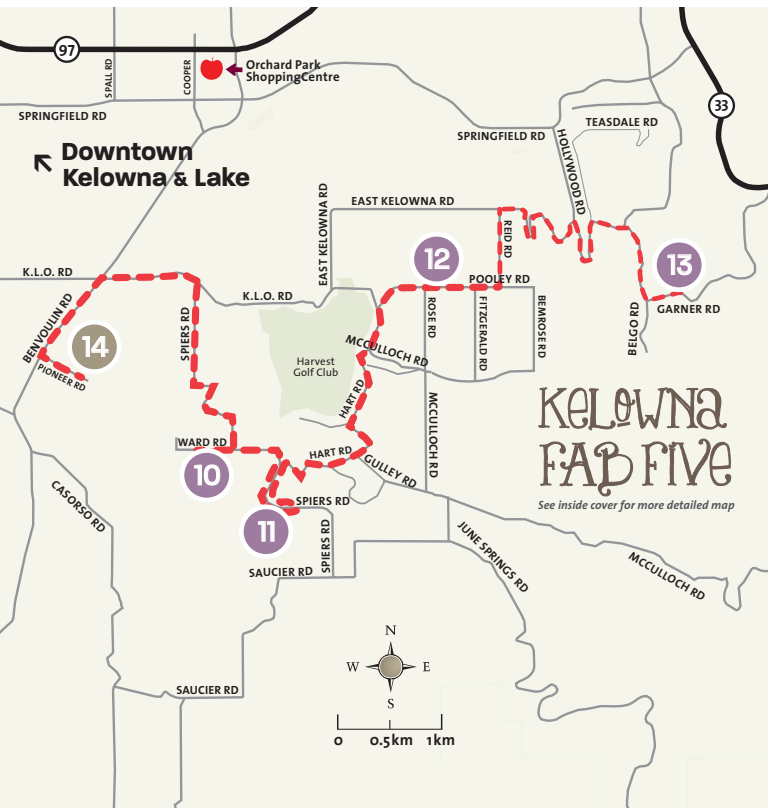 97
SPALL RD
COOPER
Orchard Park
ShoppingCentre
33
SPRINGFIELD RD
SPRINGFIELD RD
TEASDALE RD
HOLLYWOOD RD
Downtown
Kelowna & Lake
EAST KELOWNA RD
EAST KELOWNA RD
REID RD
12
13
K.L.O. RD
K.L.O. RD
POOLEY RD
GARNER RD
BELGO RD
BENVOULIN RD
SPIERS RD
ROSE RD
FITZGERALD RD
BEMROSE RD
14
PIONEER RD
MCCULLOCH RD
Harvest
Golf Club
HART RD
MCCULLOCH RD
KELOWNA
FAB FIVE
See inside cover for more detailed map
WARD RD
10
HART RD
GULLEY RD
CASORSO RD
SPIERS RD
11
SPIERS RD
JUNE SPRINGS RD
MCCULLOCH RD
SAUCIER RD
SAUCIER RD
N
W
E
S
0
0.5km
1km